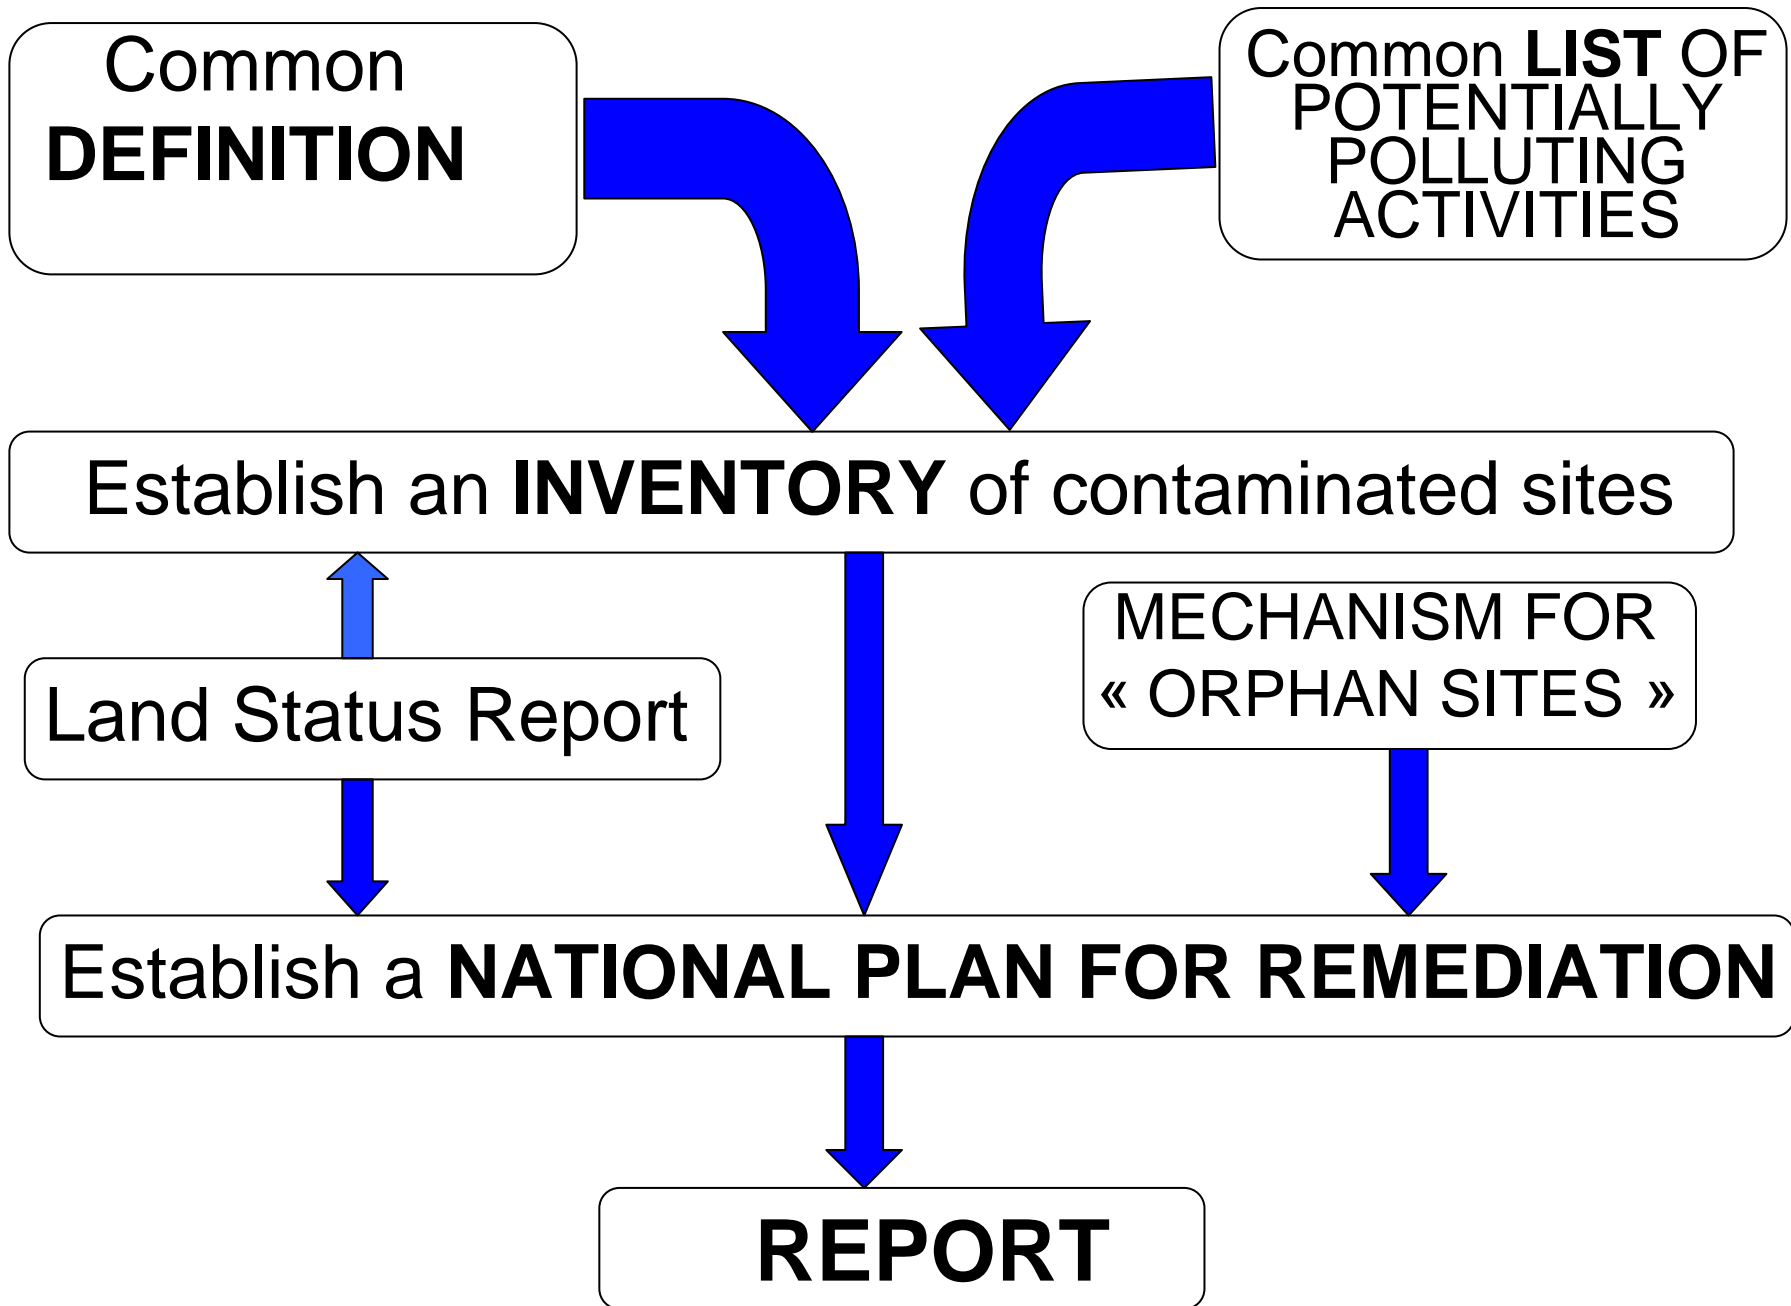 Common
DEFINITION
Common LIST OF
POTENTIALLY
POLLUTING
ACTIVITIES
Establish an INVENTORY of contaminated sites
MECHANISM FOR
« ORPHAN SITES »
Land Status Report
Establish a NATIONAL PLAN FOR REMEDIATION
REPORT